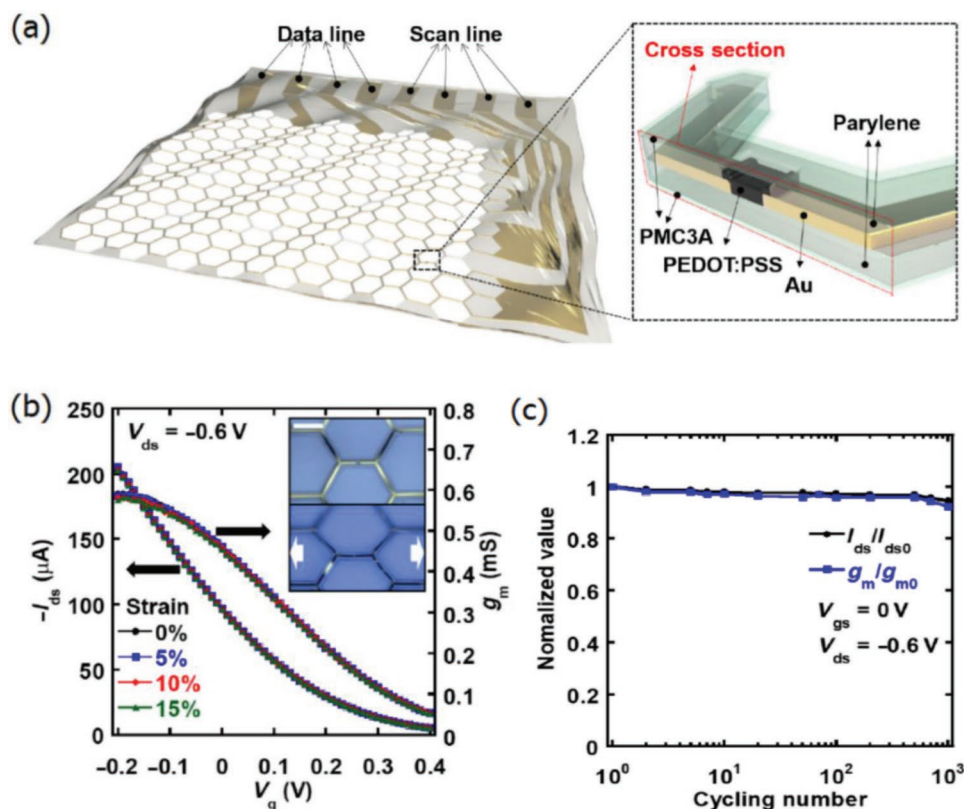 (a)
Data line
Scan line
Cross section
Parylene
PMC3A
PEDOT:PSS
Au
(b)
250
200
150
100
50
0
−I_ds (μA)
V_ds = −0.6 V
Strain
0%
5%
10%
15%
0.8
0.7
0.6
0.5
0.4
0.3
0.2
0.1
0
g_m (mS)
−0.2 −0.1 0 0.1 0.2 0.3 0.4
V_g (V)
(c)
1.2
1
0.8
0.6
0.4
0.2
0
Nomalized value
I_ds/I_ds0
g_m/g_m0
V_gs = 0 V
V_ds = −0.6 V
10^0 10^1 10^2 10^3
Cycling number